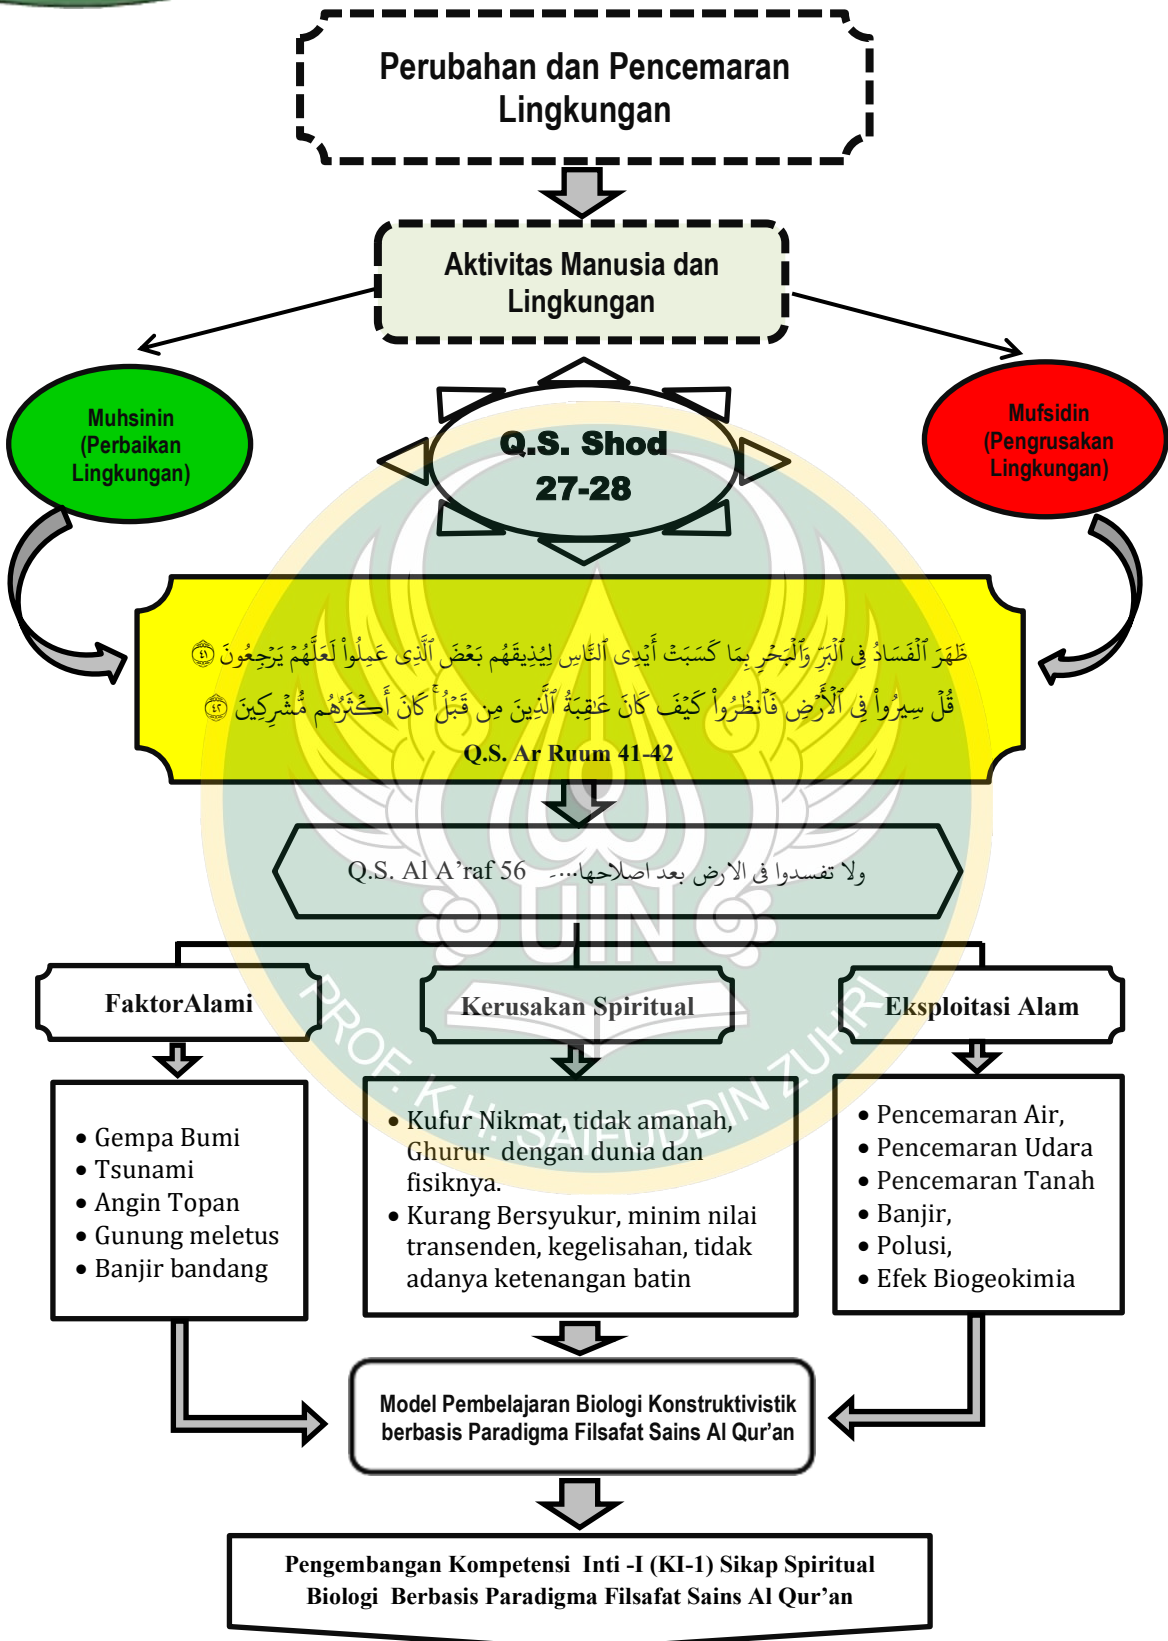 Perubahan dan Pencemaran
Lingkungan
Aktivitas Manusia dan
Lingkungan
Muhsinin
(Perbaikan
Lingkungan)
Q.S. Shod
27-28
Mufsidin
(Pengrusakan
Lingkungan)
ظَهَرَ ٱلْفَسَادُ فِى ٱلْبَرِّ وَٱلْبَحْرِ بِمَا كَسَبَتْ أَيْدِى ٱلنَّاسِ لِيُذِيقَهُم بَعْضَ ٱلَّذِى عَمِلُوا۟ لَعَلَّهُمْ يَرْجِعُونَ ٤١
قُلْ سِيرُوا۟ فِى ٱلْأَرْضِ فَٱنظُرُوا۟ كَيْفَ كَانَ عَـٰقِبَةُ ٱلَّذِينَ مِن قَبْلُ ۚ كَانَ أَكْثَرُهُم مُّشْرِكِينَ ٤٢
Q.S. Ar Ruum 41-42
Q.S. Al A’raf 56 ولا تفسدوا فى الارض بعد اصلاحها....
FaktorAlami
Kerusakan Spiritual
Eksploitasi Alam
• Gempa Bumi
• Tsunami
• Angin Topan
• Gunung meletus
• Banjir bandang
• Kufur Nikmat, tidak amanah,
Ghurur dengan dunia dan
fisiknya.
• Kurang Bersyukur, minim nilai
transenden, kegelisahan, tidak
adanya ketenangan batin
• Pencemaran Air,
• Pencemaran Udara
• Pencemaran Tanah
• Banjir,
• Polusi,
• Efek Biogeokimia
Model Pembelajaran Biologi Konstruktivistik
berbasis Paradigma Filsafat Sains Al Qur’an
Pengembangan Kompetensi Inti -I (KI-1) Sikap Spiritual
Biologi Berbasis Paradigma Filsafat Sains Al Qur’an
UIN
PROF. K.H. SAIFUDDIN ZUHRI